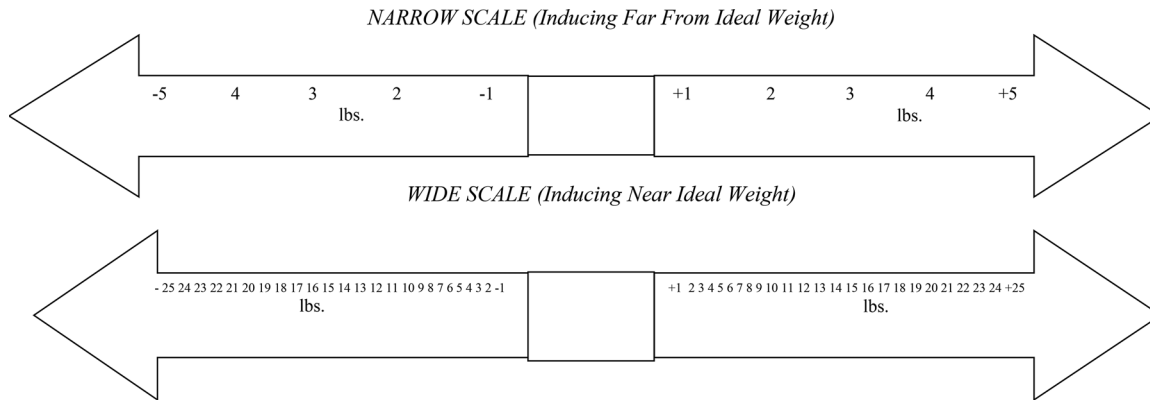 NARROW SCALE (Inducing Far From Ideal Weight)
-5 4 3 2 -1 +1 2 3 4 +5
lbs. lbs.
WIDE SCALE (Inducing Near Ideal Weight)
- 25 24 23 22 21 20 19 18 17 16 15 14 13 12 11 10 9 8 7 6 5 4 3 2 -1 +1 2 3 4 5 6 7 8 9 10 11 12 13 14 15 16 17 18 19 20 21 22 23 24 +25
lbs. lbs.